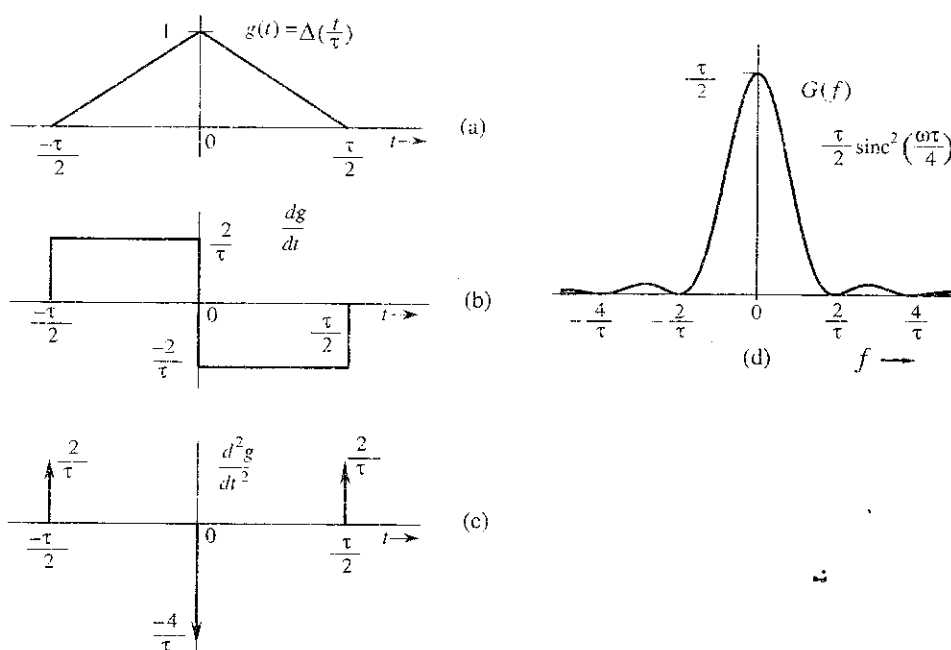 1
g(t) = Δ(t/τ)
-τ/2
0
τ/2
t
(a)
2/τ
dg/dt
-τ/2
0
τ/2
t
-2/τ
(b)
2/τ
d²g/dt²
2/τ
-τ/2
0
τ/2
t
(c)
-4/τ
τ/2
G(f)
τ/2 sinc² (ωτ/4)
-4/τ
-2/τ
0
2/τ
4/τ
(d)
f